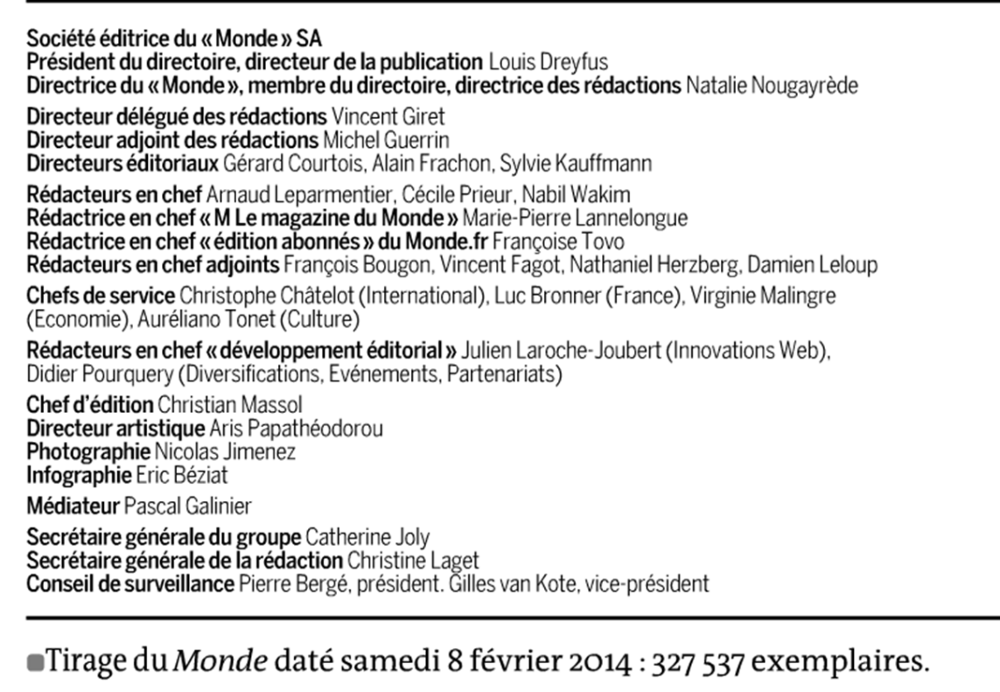 Société éditrice du « Monde » SA
Président du directoire, directeur de la publication Louis Dreyfus
Directrice du « Monde », membre du directoire, directrice des rédactions Natalie Nougayrède
Directeur délégué des rédactions Vincent Giret
Directeur adjoint des rédactions Michel Guerrin
Directeurs éditoriaux Gérard Courtois, Alain Frachon, Sylvie Kauffmann
Rédacteurs en chef Arnaud Leparmentier, Cécile Prieur, Nabil Wakim
Rédactrice en chef « M Le magazine du Monde » Marie-Pierre Lannelongue
Rédactrice en chef « édition abonnés » du Monde.fr Françoise Tovo
Rédacteurs en chef adjoints François Bougon, Vincent Fagot, Nathaniel Herzberg, Damien Leloup
Chefs de service Christophe Châtelot (International), Luc Bronner (France), Virginie Malingre
(Economie), Auréliano Tonet (Culture)
Rédacteurs en chef « développement éditorial » Julien Laroche-Joubert (Innovations Web),
Didier Pourquery (Diversifications, Evénements, Partenariats)
Chef d’édition Christian Massol
Directeur artistique Aris Papathéodorou
Photographie Nicolas Jimenez
Infographie Eric Béziat
Médiateur Pascal Galinier
Secrétaire générale du groupe Catherine Joly
Secrétaire générale de la rédaction Christine Laget
Conseil de surveillance Pierre Bergé, président. Gilles van Kote, vice-président
Tirage du Monde daté samedi 8 février 2014 : 327 537 exemplaires.